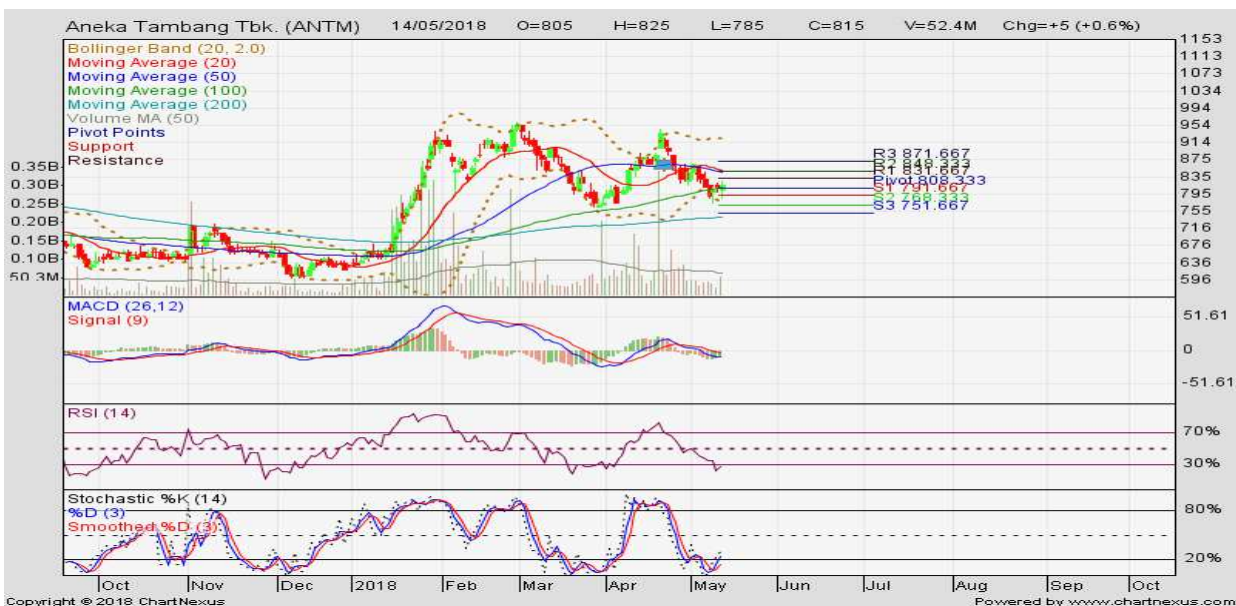 Aneka Tambang Tbk. (ANTM) 14/05/2018 O=805 H=825 L=785 C=815 V=52.4M Chg=+5 (+0.6%)
Bollinger Band (20, 2.0)
Moving Average (20)
Moving Average (50)
Moving Average (100)
Moving Average (200)
Volume MA (50)
Pivot Points
Support
Resistance
0.35B
0.30B
0.25B
0.20B
0.15B
0.10B
50.3M
R3 871.667
R2 848.333
R1 831.667
Pivot 808.333
S1 791.667
S2 768.333
S3 751.667
1153
1113
1073
1034
994
954
914
875
835
795
755
716
676
636
596
MACD (26,12)
Signal (9)
51.61
0
-51.61
RSI (14)
70%
30%
Stochastic %K (14)
%D (3)
Smoothed %D (3)
80%
20%
Oct Nov Dec 2018 Feb Mar Apr May Jun Jul Aug Sep Oct
Copyright © 2018 ChartNexus Powered by www.chartnexus.com